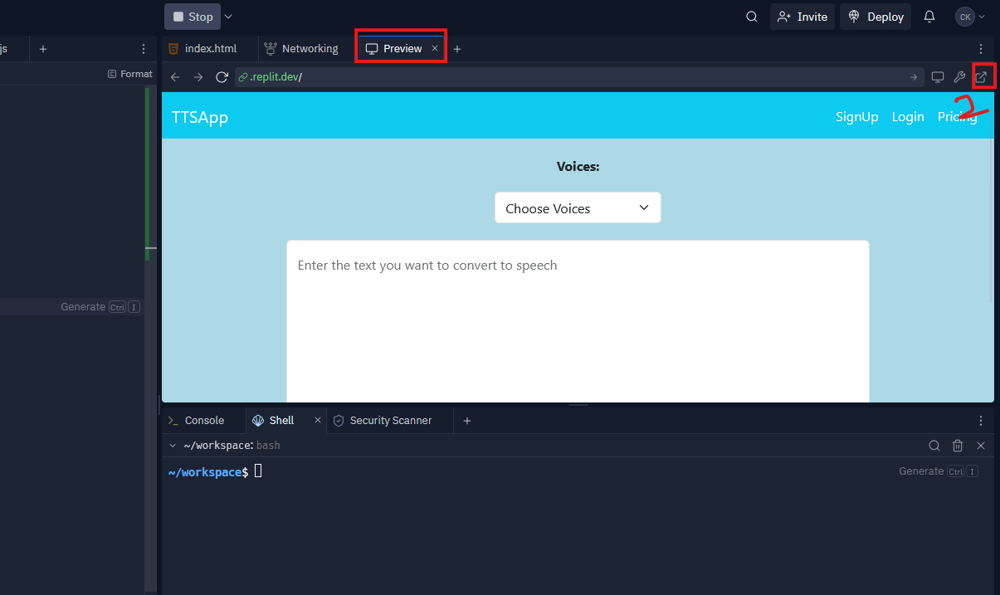 Stop
Invite
Deploy
CK
js
index.html
Networking
Preview
Format
.replit.dev/
2
TTSApp
SignUp
Login
Pricing
Voices:
Choose Voices
Enter the text you want to convert to speech
Generate Ctrl I
Console
Shell
Security Scanner
~/workspace: bash
~/workspace$
Generate Ctrl I